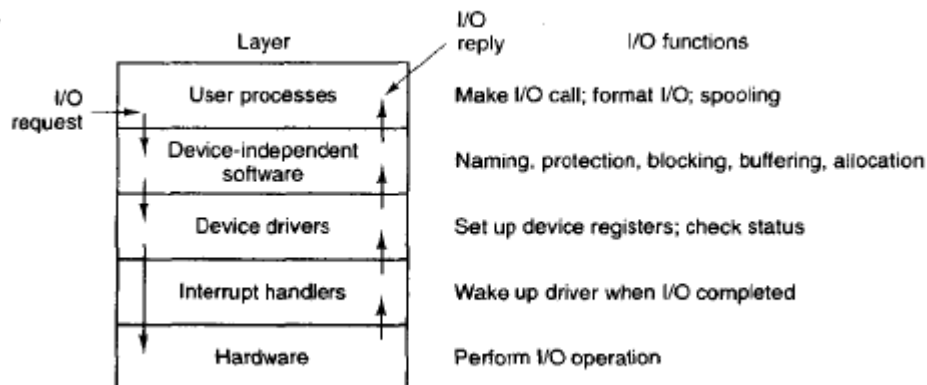 I/O
reply
Layer
I/O functions
I/O
request
User processes
Make I/O call; format I/O; spooling
Device-independent
software
Naming, protection, blocking, buffering, allocation
Device drivers
Set up device registers; check status
Interrupt handlers
Wake up driver when I/O completed
Hardware
Perform I/O operation